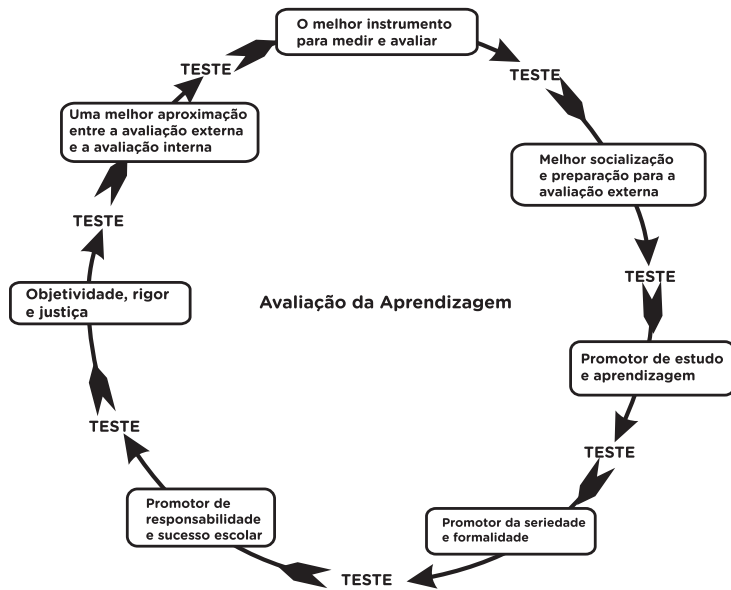 O melhor instrumento
para medir e avaliar
TESTE
Melhor socialização
e preparação para a
avaliação externa
TESTE
Promotor de estudo
e aprendizagem
TESTE
Promotor da seriedade
e formalidade
TESTE
Promotor de
responsabilidade
e sucesso escolar
TESTE
Objetividade, rigor
e justiça
TESTE
Uma melhor aproximação
entre a avaliação externa
e a avaliação interna
TESTE
Avaliação da Aprendizagem